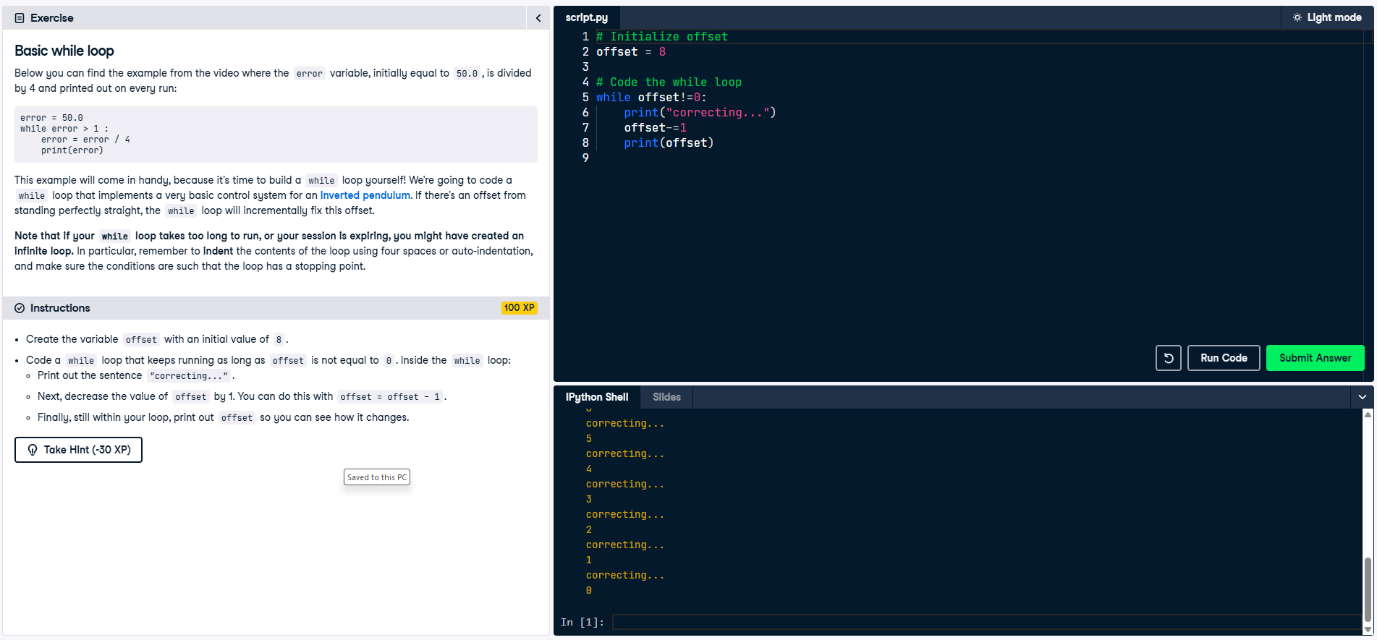 Exercise
Basic while loop
Below you can find the example from the video where the error variable, initially equal to 50.0, is divided
by 4 and printed out on every run:
error = 50.0
while error > 1 :
    error = error / 4
    print(error)
This example will come in handy, because it's time to build a while loop yourself! We're going to code a
while loop that implements a very basic control system for an inverted pendulum. If there's an offset from
standing perfectly straight, the while loop will incrementally fix this offset.
Note that if your while loop takes too long to run, or your session is expiring, you might have created an
infinite loop. In particular, remember to indent the contents of the loop using four spaces or auto-indentation,
and make sure the conditions are such that the loop has a stopping point.
Instructions
100 XP
• Create the variable offset with an initial value of 8.
• Code a while loop that keeps running as long as offset is not equal to 0. Inside the while loop:
◦ Print out the sentence "correcting...".
◦ Next, decrease the value of offset by 1. You can do this with offset = offset - 1.
◦ Finally, still within your loop, print out offset so you can see how it changes.
Take Hint (-30 XP)
Saved to this PC
script.py
Light mode
1 # Initialize offset
2 offset = 8
3
4 # Code the while loop
5 while offset!=0:
6     print("correcting...")
7     offset-=1
8     print(offset)
9
Run Code
Submit Answer
IPython Shell
Slides
correcting...
5
correcting...
4
correcting...
3
correcting...
2
correcting...
1
correcting...
0
In [1]: